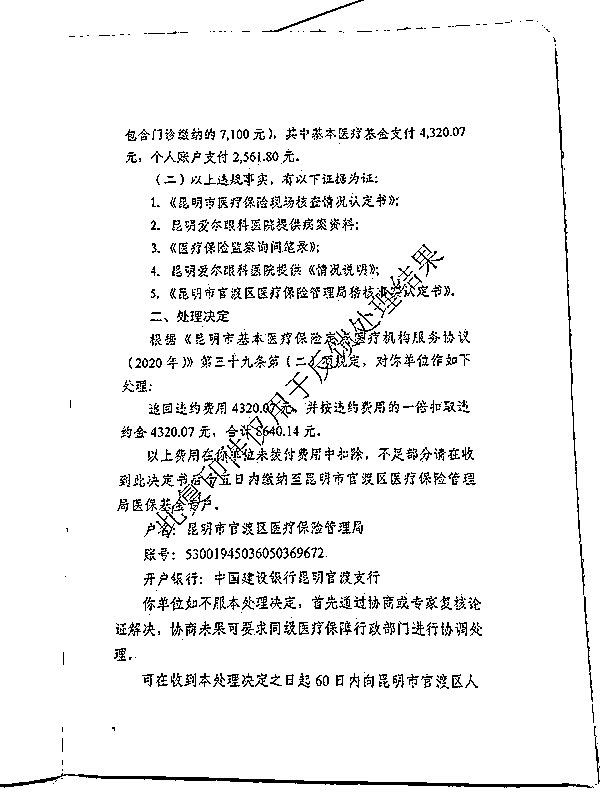 包含门诊缴纳的7,100元)，其中基本医疗基金支付4,320.07
元，个人账户支付2,561.80元。
（二）以上违规事实，有以下证据为证：
1.《昆明市医疗保险现场核查情况认定书》；
2. 昆明爱尔眼科医院提供病案资料；
3.《医疗保险监察询问笔录》；
4. 昆明爱尔眼科医院提供《情况说明》；
5.《昆明市官渡区医疗保险管理局稽核 认定书》。
二、处理决定
根据《昆明市基本医疗保险定点医疗机构服务协议
（2020年）》第三十九条第（二）项规定，对你单位作如下
处理：
追回违约费用4320.07元，并按违约费用的一倍扣取违
约金4320.07元，合计8640.14元。
以上费用在你单位未拨付费用中扣除，不足部分请在收
到此决定书后十五日内缴纳至昆明市官渡区医疗保险管理
局医保基金专户。
户名：昆明市官渡区医疗保险管理局
账号：53001945036050369672
开户银行：中国建设银行昆明官渡支行
你单位如不服本处理决定，首先通过协商或专家复核论
证解决，协商未果可要求同级医疗保障行政部门进行协调处
理。
可在收到本处理决定之日起60日内向昆明市官渡区人
此复印件仅用于反馈处理结果